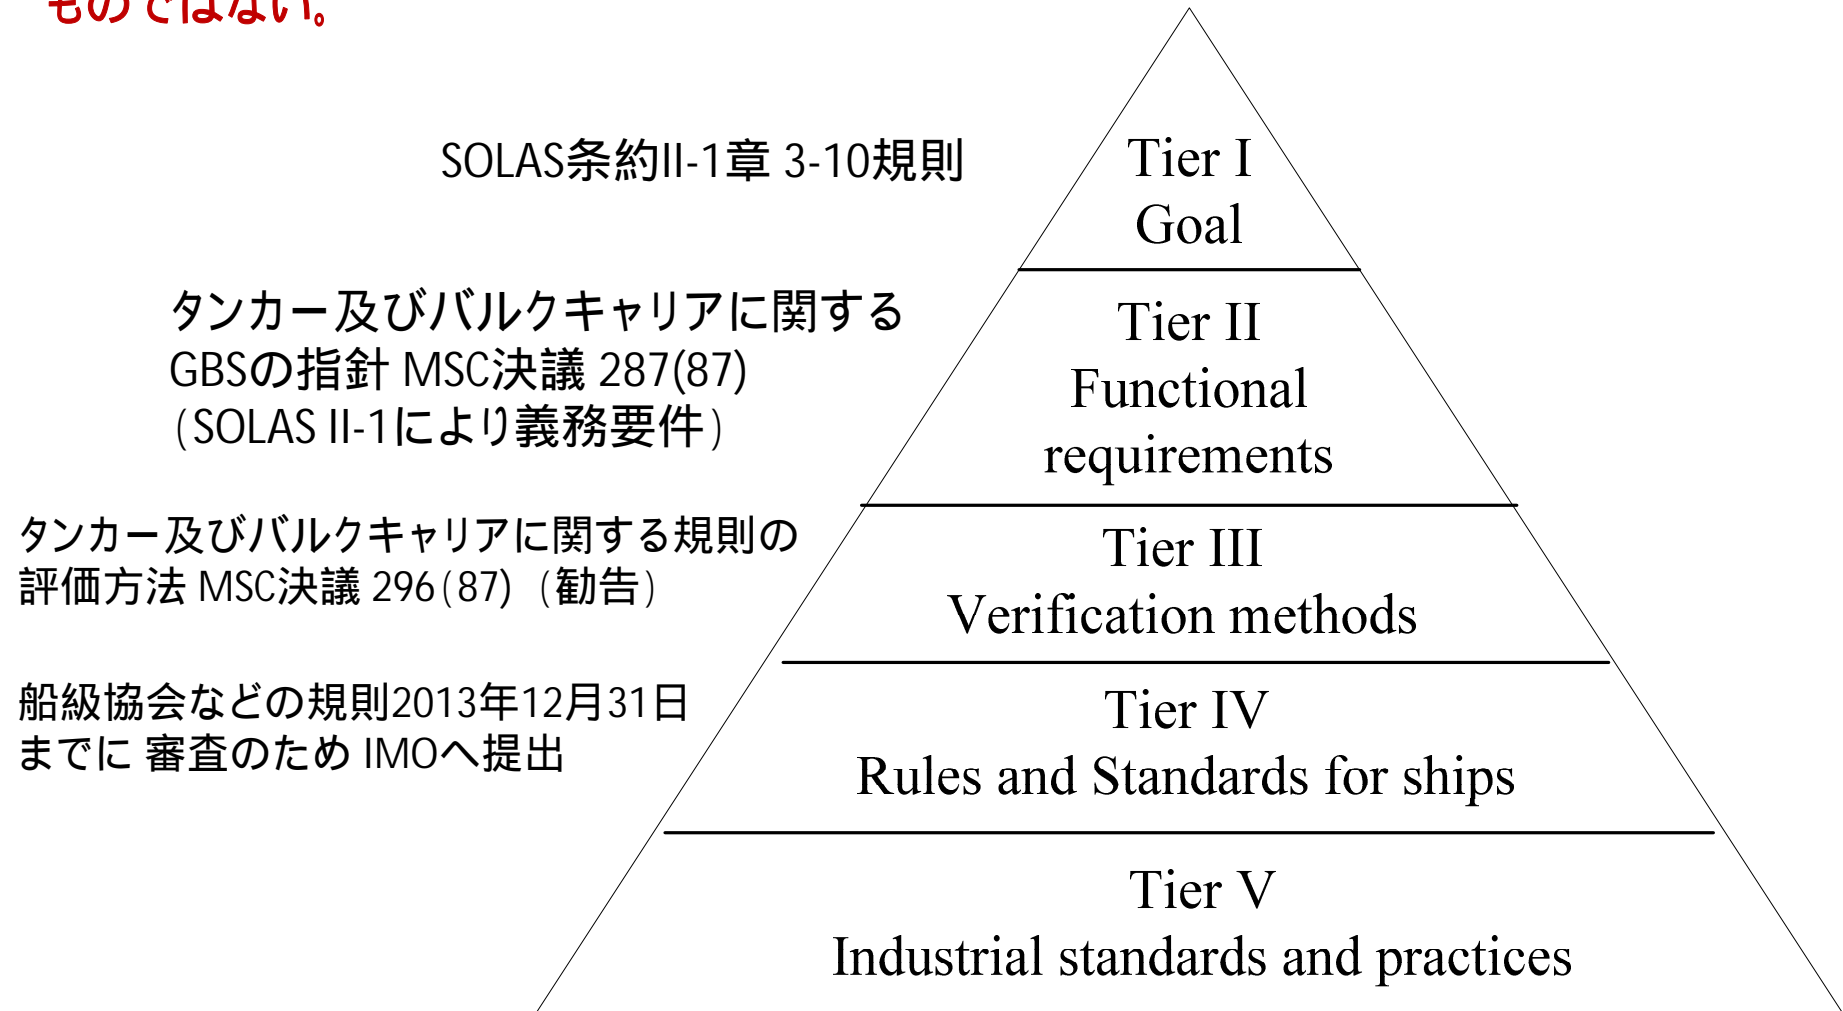 ものではない。
SOLAS条約II-1章 3-10規則
Tier I
Goal
タンカー及びバルクキャリアに関する
GBSの指針 MSC決議 287(87)
(SOLAS II-1により義務要件)
Tier II
Functional
requirements
タンカー及びバルクキャリアに関する規則の
評価方法 MSC決議 296(87) (勧告)
Tier III
Verification methods
船級協会などの規則2013年12月31日
までに 審査のため IMOへ提出
Tier IV
Rules and Standards for ships
Tier V
Industrial standards and practices